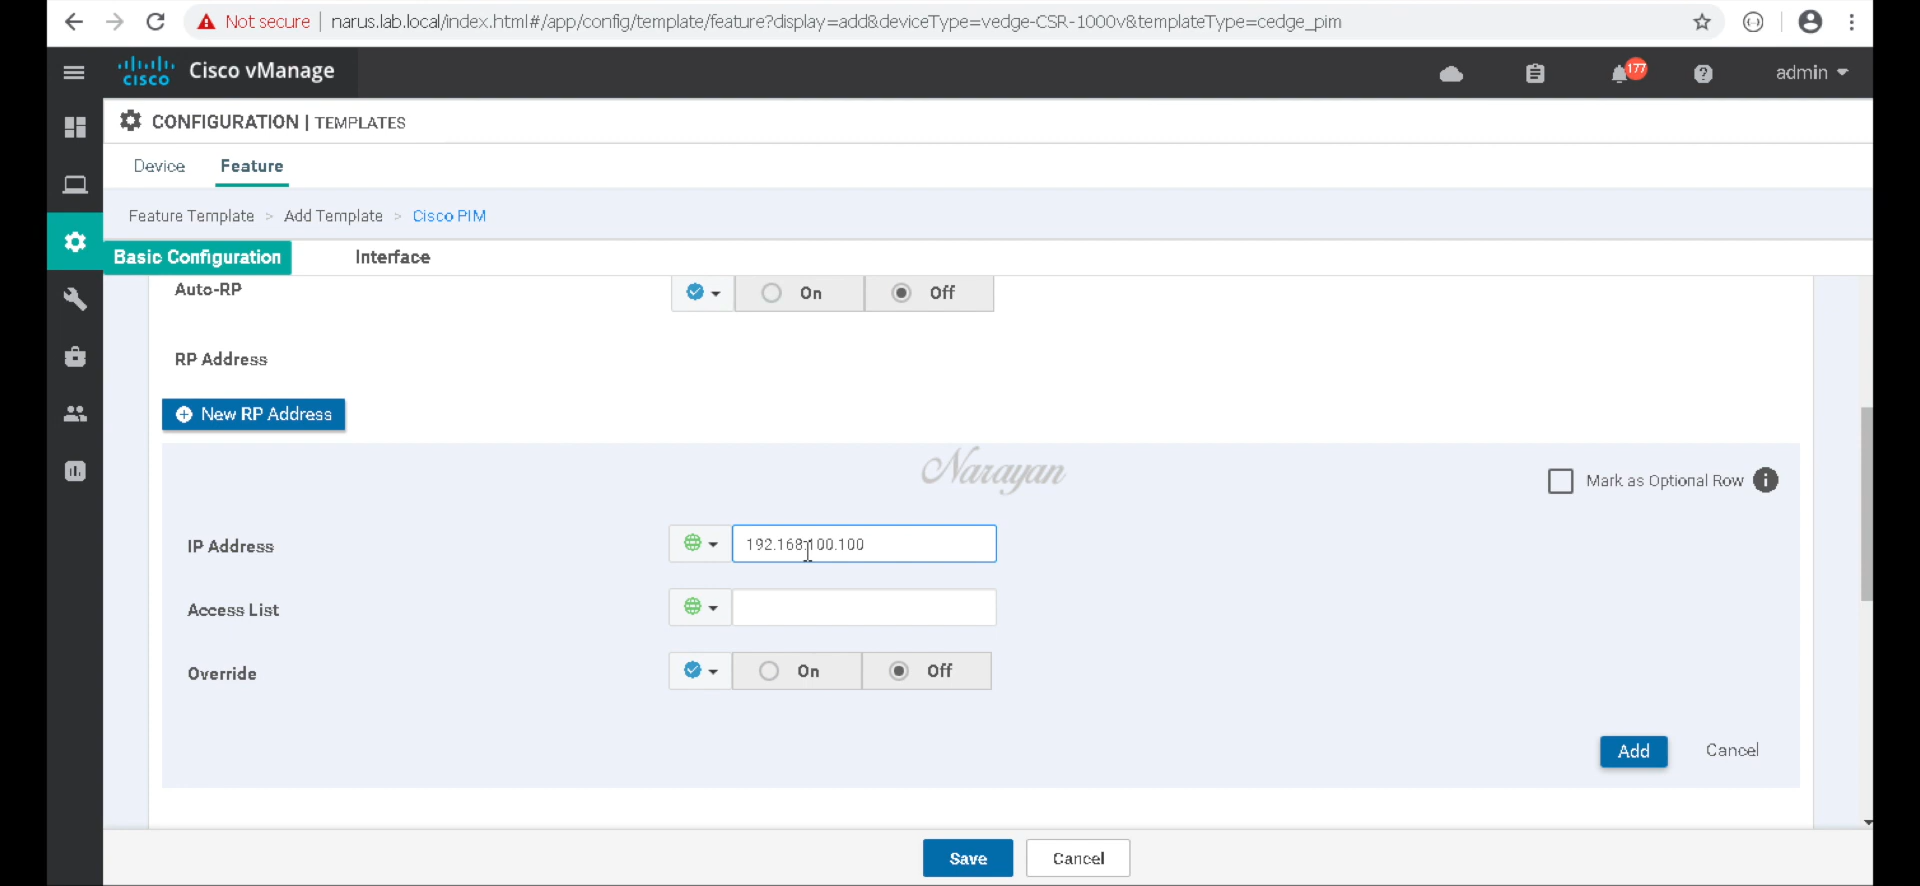 Not secure | narus.lab.local/index.html#/app/config/template/feature?display=add&deviceType=vedge-CSR-1000v&templateType=cedge_pim
cisco Cisco vManage 177 admin
CONFIGURATION | TEMPLATES
Device Feature
Feature Template > Add Template > Cisco PIM
Basic Configuration Interface
Auto-RP On Off
RP Address
New RP Address
Narayan
Mark as Optional Row
IP Address 192.168.100.100
Access List
Override On Off
Add Cancel
Save Cancel